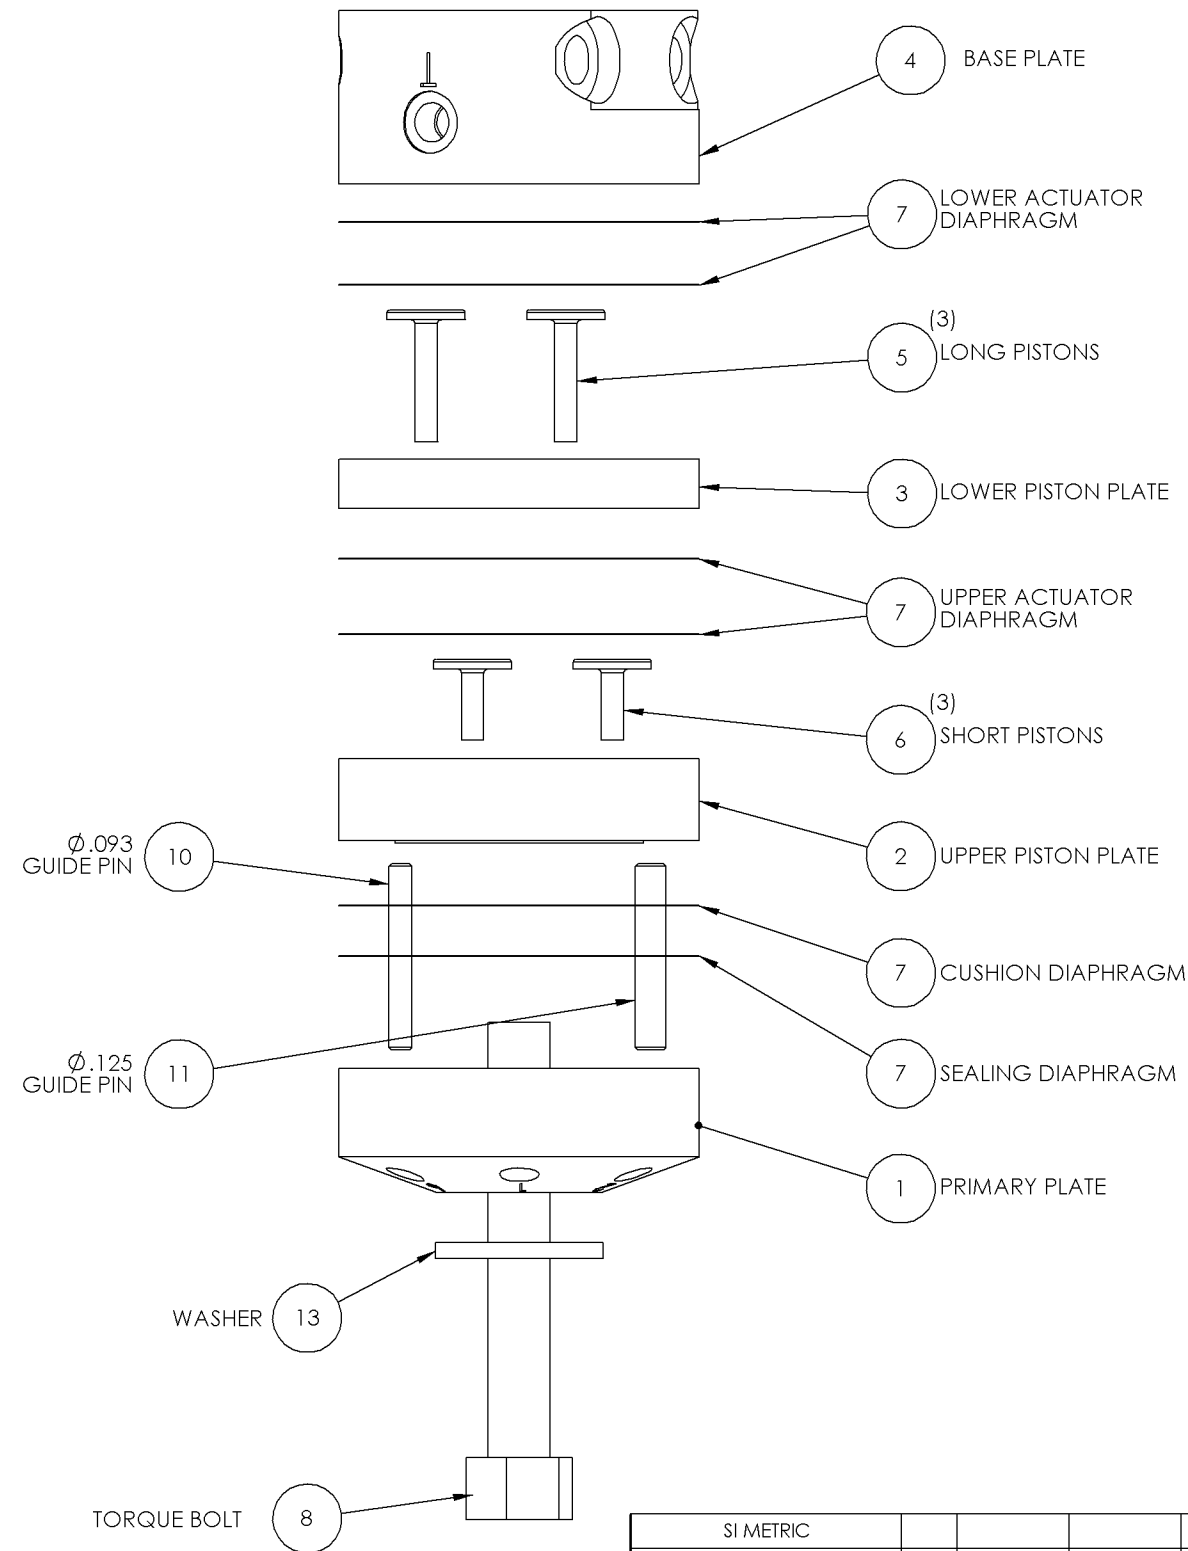 4 BASE PLATE
7 LOWER ACTUATOR
DIAPHRAGM
(3)
5 LONG PISTONS
3 LOWER PISTON PLATE
7 UPPER ACTUATOR
DIAPHRAGM
(3)
6 SHORT PISTONS
Ø.093
GUIDE PIN 10
2 UPPER PISTON PLATE
7 CUSHION DIAPHRAGM
Ø.125
GUIDE PIN 11
7 SEALING DIAPHRAGM
L
1 PRIMARY PLATE
WASHER 13
TORQUE BOLT 8
SI METRIC